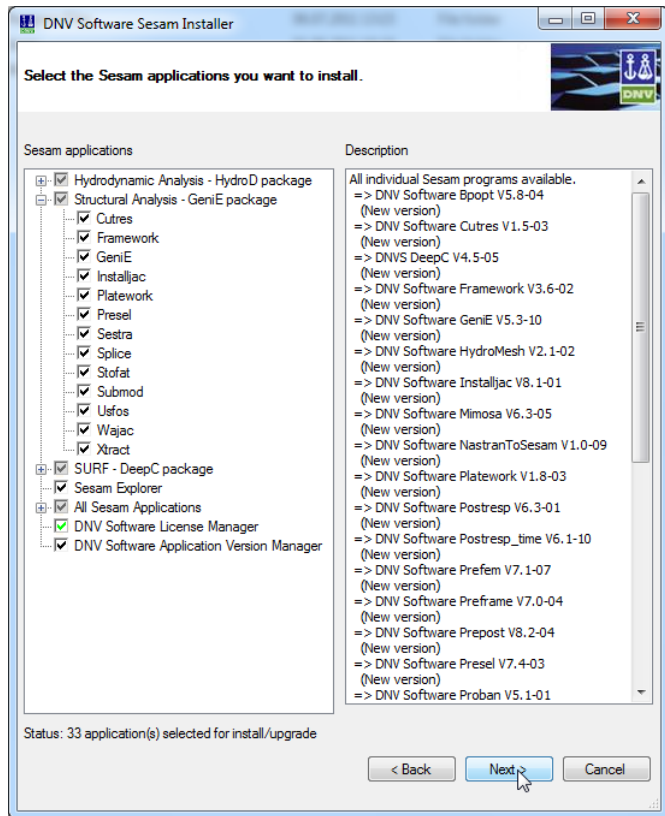 DNV Software Sesam Installer
Select the Sesam applications you want to install.
DNV
Sesam applications
Hydrodynamic Analysis - HydroD package
Structural Analysis - GeniE package
Cutres
Framework
GeniE
Installjac
Platework
Presel
Sestra
Splice
Stofat
Submod
Usfos
Wajac
Xtract
SURF - DeepC package
Sesam Explorer
All Sesam Applications
DNV Software License Manager
DNV Software Application Version Manager
Description
All individual Sesam programs available.
=> DNV Software Bpopt V5.8-04
(New version)
=> DNV Software Cutres V1.5-03
(New version)
=> DNVS DeepC V4.5-05
(New version)
=> DNV Software Framework V3.6-02
(New version)
=> DNV Software GeniE V5.3-10
(New version)
=> DNV Software HydroMesh V2.1-02
(New version)
=> DNV Software Installjac V8.1-01
(New version)
=> DNV Software Mimosa V6.3-05
(New version)
=> DNV Software NastranToSesam V1.0-09
(New version)
=> DNV Software Platework V1.8-03
(New version)
=> DNV Software Postresp V6.3-01
(New version)
=> DNV Software Postresp_time V6.1-10
(New version)
=> DNV Software Prefem V7.1-07
(New version)
=> DNV Software Preframe V7.0-04
(New version)
=> DNV Software Prepost V8.2-04
(New version)
=> DNV Software Presel V7.4-03
(New version)
=> DNV Software Proban V5.1-01
Status: 33 application(s) selected for install/upgrade
< Back
Next >
Cancel